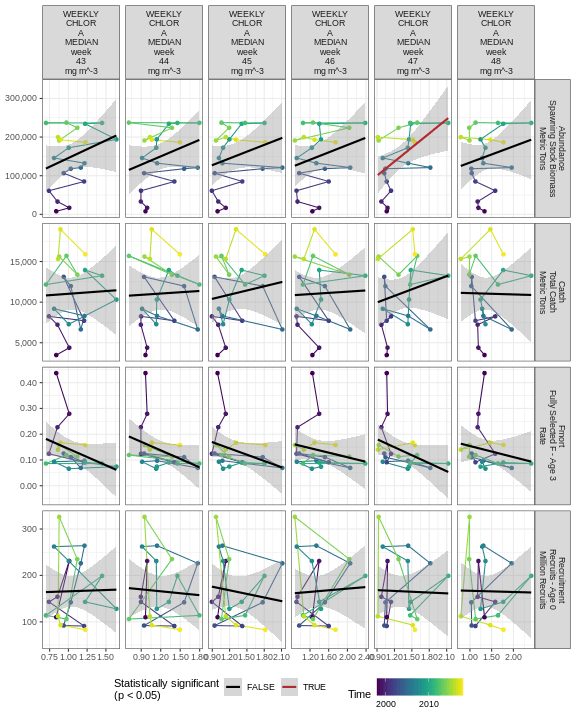 WEEKLY CHLOR A MEDIAN week 43 mg m^-3
WEEKLY CHLOR A MEDIAN week 44 mg m^-3
WEEKLY CHLOR A MEDIAN week 45 mg m^-3
WEEKLY CHLOR A MEDIAN week 46 mg m^-3
WEEKLY CHLOR A MEDIAN week 47 mg m^-3
WEEKLY CHLOR A MEDIAN week 48 mg m^-3
300,000
200,000
100,000
0
Abundance
Spawning Stock Biomass
Metric Tons
15,000
10,000
5,000
Catch
Total Catch
Metric Tons
0.40
0.30
0.20
0.10
0.00
Fmort
Fully Selected F - Age 3
Rate
300
200
100
Recruitment
Recruits - Age 0
Million Recruits
0.75 1.00 1.25 1.50
0.90 1.20 1.50 1.80
0.90 1.20 1.50 1.80 2.10
1.20 1.60 2.00 2.40
0.90 1.20 1.50 1.80 2.10
1.00 1.50 2.00
Statistically significant
(p < 0.05)
FALSE
TRUE
Time
2000 2010